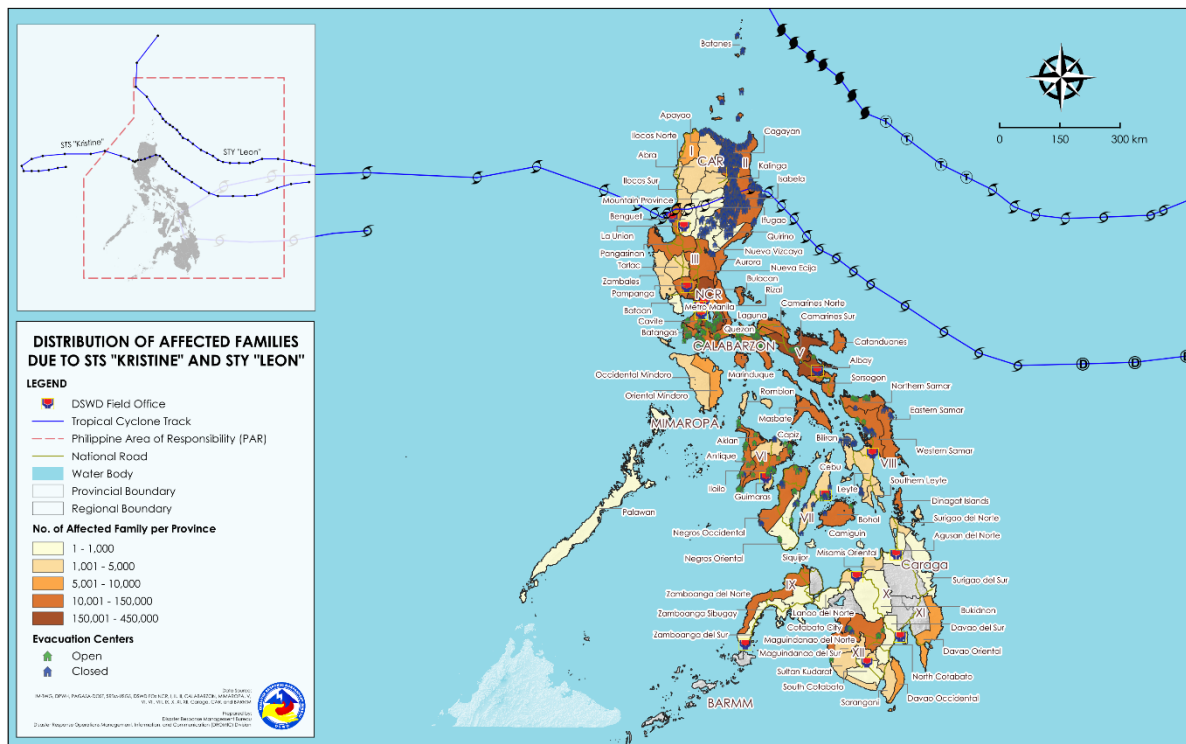 STS "Kristine"
STY "Leon"
DISTRIBUTION OF AFFECTED FAMILIES
DUE TO STS "KRISTINE" AND STY "LEON"
LEGEND
DSWD Field Office
Tropical Cyclone Track
Philippine Area of Responsibility (PAR)
National Road
Water Body
Provincial Boundary
Regional Boundary
No. of Affected Family per Province
1 - 1,000
1,001 - 5,000
5,001 - 10,000
10,001 - 150,000
150,001 - 450,000
Evacuation Centers
Open
Closed
Data Source:
Prepared by:
Disaster Response Management Bureau
0 150 300 km
Batanes
Apayao
Ilocos Norte
Cagayan
I
CAR
II
Abra
Kalinga
Isabela
Ilocos Sur
Mountain Province
Benguet
Ifugao
La Union
Quirino
Pangasinan
Nueva Vizcaya
III
Tarlac
Aurora
Nueva Ecija
Zambales
Bulacan
Pampanga
NCR
Rizal
Bataan
Metro Manila
Camarines Norte
Cavite
Laguna
Camarines Sur
Batangas
Quezon
CALABARZON
V
Catanduanes
Albay
Occidental Mindoro
Marinduque
Sorsogon
Oriental Mindoro
Romblon
Northern Samar
Masbate
Eastern Samar
MIMAROPA
Aklan
Capiz
Biliran
Western Samar
Antique
VI
VIII
Cebu
Iloilo
Leyte
Southern Leyte
Guimaras
Palawan
VII
Dinagat Islands
Negros Occidental
Bohol
Surigao del Norte
Camiguin
Agusan del Norte
Negros Oriental
Siquijor
Misamis Oriental
Caraga
Surigao del Sur
IX
Zamboanga del Norte
X
Zamboanga Sibugay
Lanao del Norte
XI
Bukidnon
Cotabato City
Davao del Sur
Zamboanga del Sur
Maguindanao del Norte
Maguindanao del Sur
XII
Davao Oriental
Sultan Kudarat
North Cotabato
South Cotabato
Davao Occidental
BARMM
Sarangani